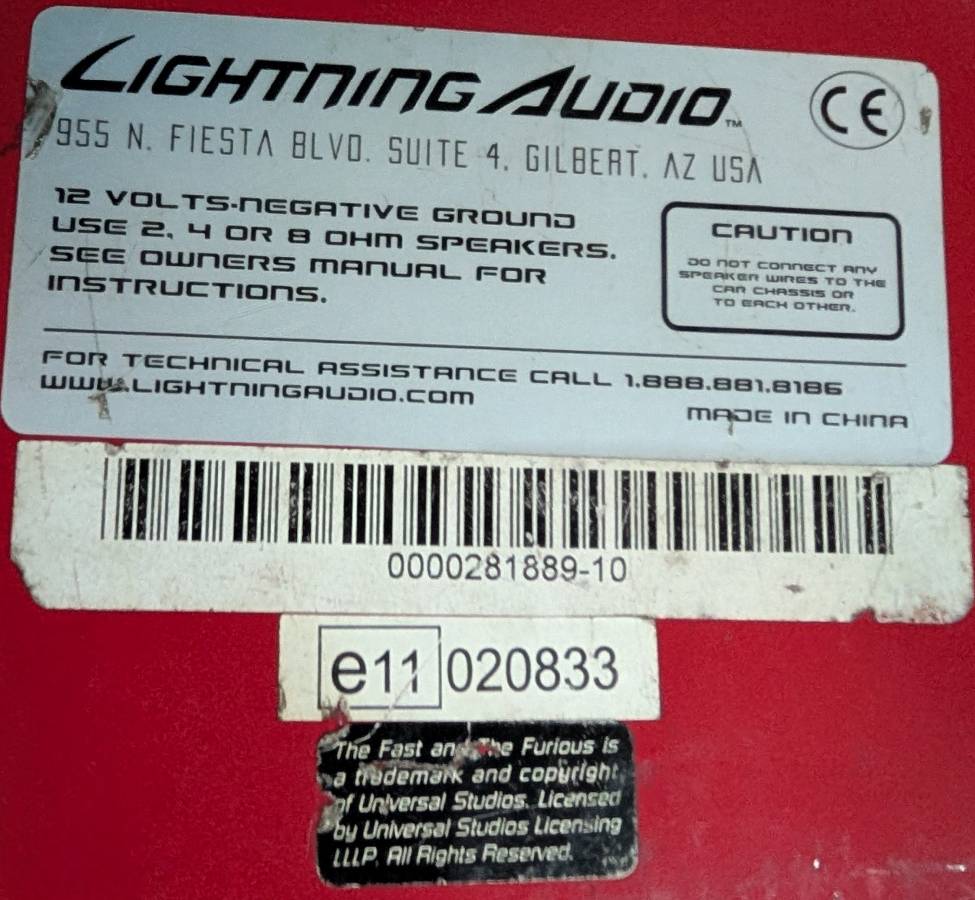 LIGHTNING AUDIO™
CE
955 N. FIESTA BLVD. SUITE 4, GILBERT, AZ USA
12 VOLTS-NEGATIVE GROUND
USE 2, 4 OR 8 OHM SPEAKERS.
SEE OWNERS MANUAL FOR
INSTRUCTIONS.
CAUTION
DO NOT CONNECT ANY
SPEAKER WIRES TO THE
CAR CHASSIS OR
TO EACH OTHER.
FOR TECHNICAL ASSISTANCE CALL 1.888.881.8186
WWW.LIGHTNINGAUDIO.COM
MADE IN CHINA
0000281889-10
e11 020833
The Fast and The Furious is
a trademark and copyright
of Universal Studios. Licensed
by Universal Studios Licensing
LLLP. All Rights Reserved.